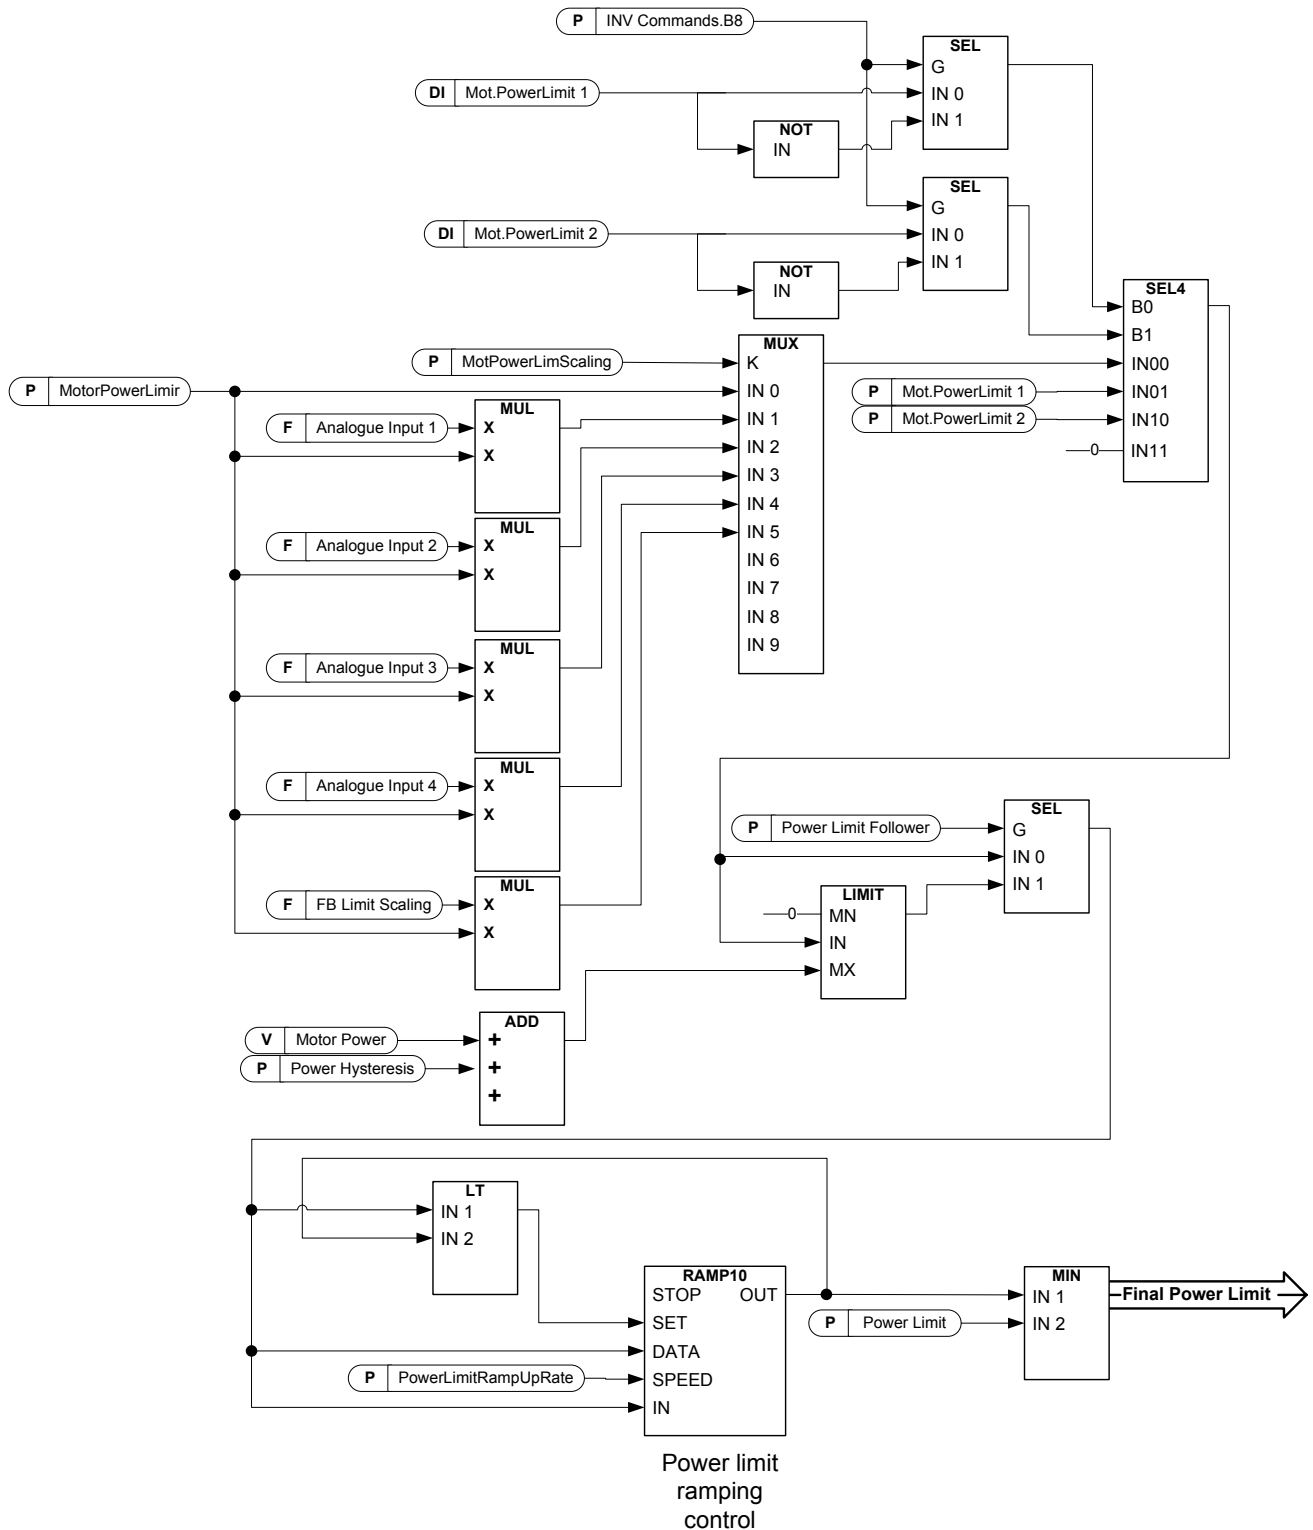 P INV Commands.B8
SEL
G
DI Mot.PowerLimit 1
IN 0
IN 1
NOT
IN
SEL
G
DI Mot.PowerLimit 2
IN 0
IN 1
NOT
IN
SEL4
B0
B1
IN00
IN01
IN10
IN11
MUX
P MotPowerLimScaling
K
P MotorPowerLimir
IN 0
IN 1
IN 2
IN 3
IN 4
IN 5
IN 6
IN 7
IN 8
IN 9
P Mot.PowerLimit 1
P Mot.PowerLimit 2
0
MUL
F Analogue Input 1
X
X
MUL
F Analogue Input 2
X
X
MUL
F Analogue Input 3
X
X
MUL
F Analogue Input 4
X
X
MUL
F FB Limit Scaling
X
X
SEL
P Power Limit Follower
G
IN 0
IN 1
LIMIT
0
MN
IN
MX
ADD
V Motor Power
+
P Power Hysteresis
+
+
LT
IN 1
IN 2
RAMP10
STOP OUT
SET
DATA
P PowerLimitRampUpRate
SPEED
IN
MIN
IN 1
P Power Limit
IN 2
Final Power Limit
Power limit
ramping
control